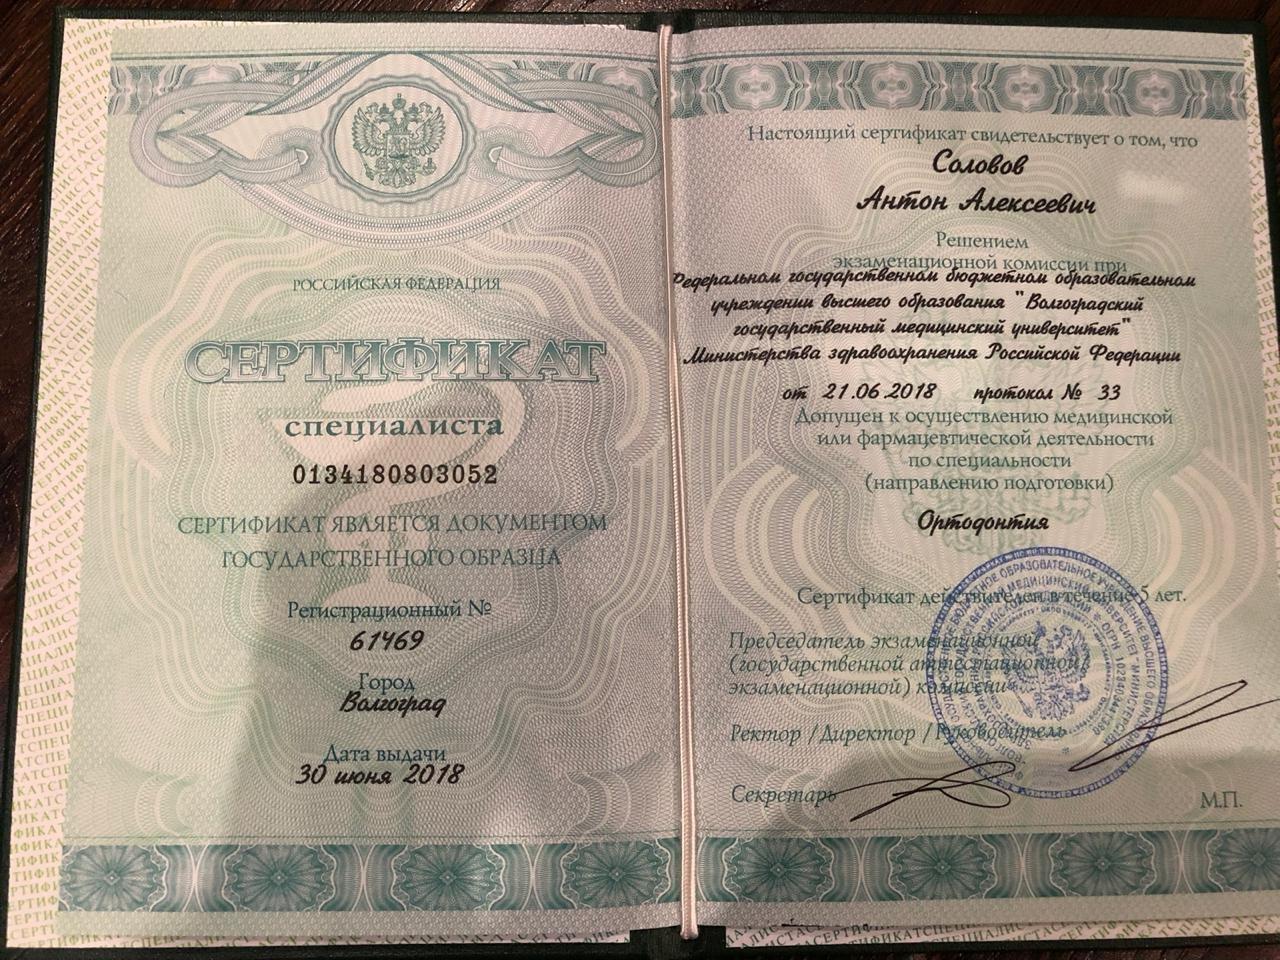 РОССИЙСКАЯ ФЕДЕРАЦИЯ
СЕРТИФИКАТ
специалиста
0134180803052
СЕРТИФИКАТ ЯВЛЯЕТСЯ ДОКУМЕНТОМ
ГОСУДАРСТВЕННОГО ОБРАЗЦА
Регистрационный №
61469
Город
Волгоград
Дата выдачи
30 июня 2018
Настоящий сертификат свидетельствует о том, что
Соловов
Антон Алексеевич
Решением
экзаменационной комиссии при
Федеральном государственном бюджетном образовательном
учреждении высшего образования "Волгоградский
государственный медицинский университет"
Министерства здравоохранения Российской Федерации
от 21.06.2018 протокол № 33
Допущен к осуществлению медицинской
или фармацевтической деятельности
по специальности
(направлению подготовки)
Ортодонтия
Сертификат действителен в течение 5 лет.
Председатель экзаменационной
(государственной аттестационной/
экзаменационной) комиссии
Ректор /Директор /Руководитель
Секретарь
М.П.